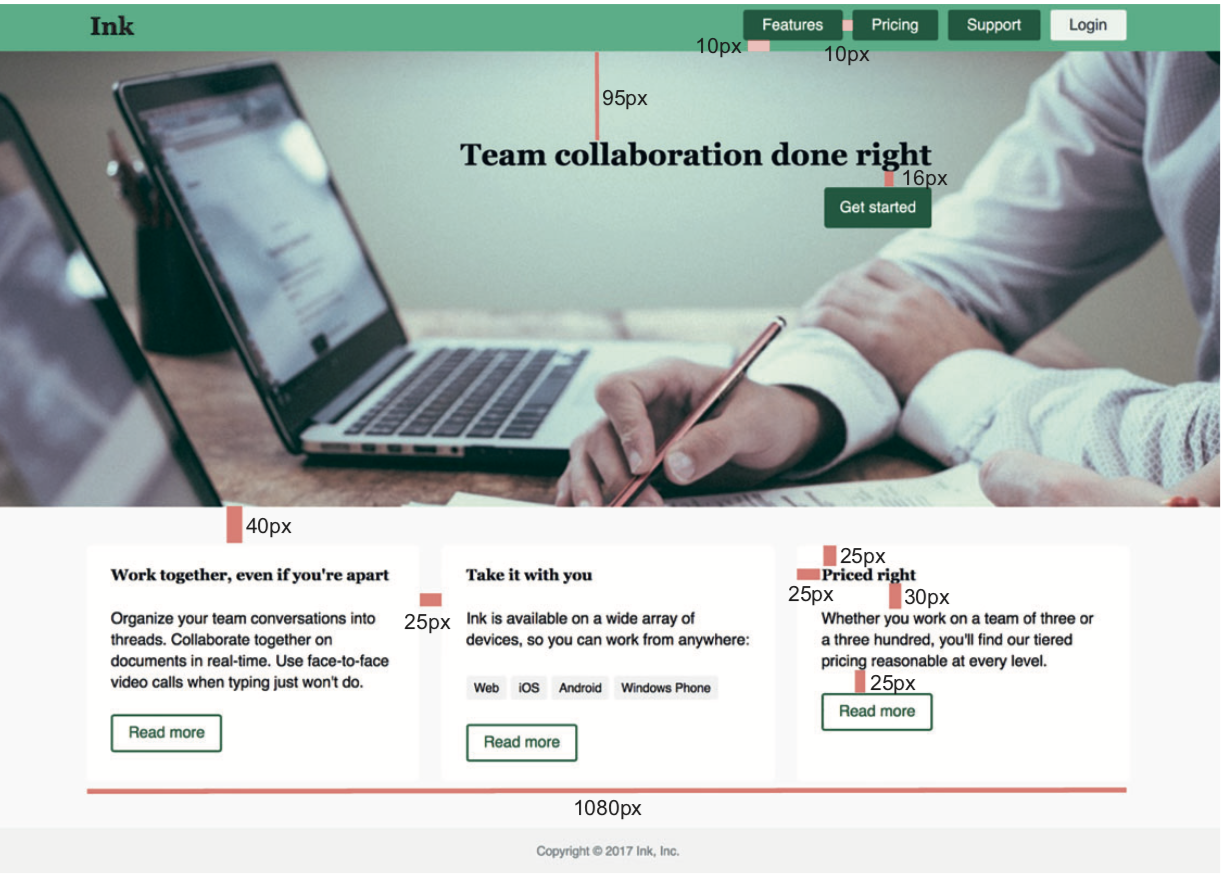 Ink
Features
Pricing
Support
Login
10px
10px
95px
Team collaboration done right
16px
Get started
40px
Work together, even if you're apart
Organize your team conversations into
threads. Collaborate together on
documents in real-time. Use face-to-face
video calls when typing just won't do.
Read more
25px
Take it with you
Ink is available on a wide array of
devices, so you can work from anywhere:
Web
iOS
Android
Windows Phone
Read more
25px
Priced right
25px
30px
Whether you work on a team of three or
a three hundred, you'll find our tiered
pricing reasonable at every level.
25px
Read more
1080px
Copyright © 2017 Ink, Inc.